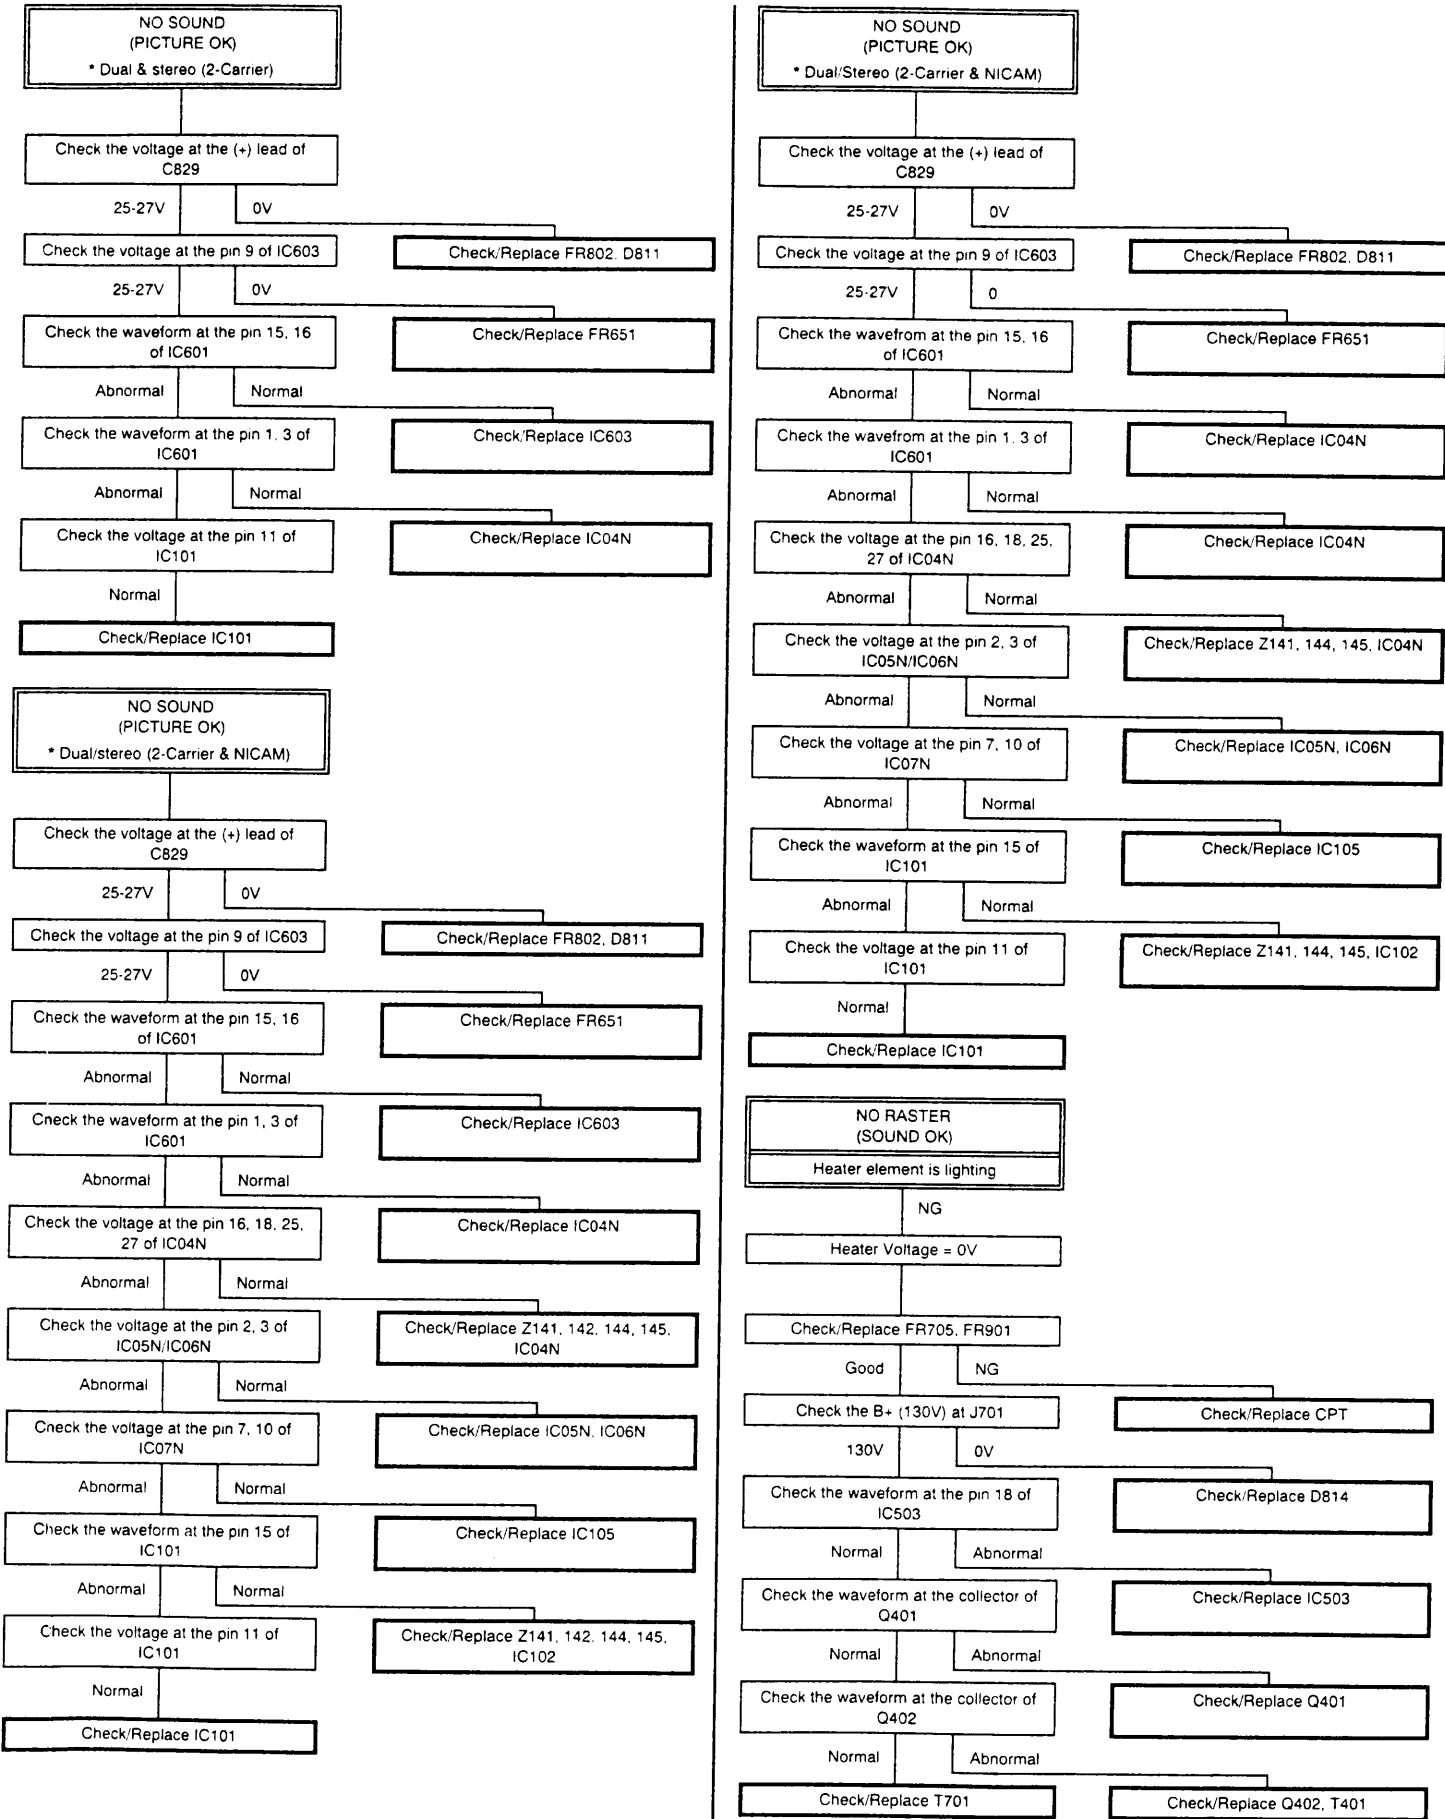 NO SOUND
(PICTURE OK)
* Dual & stereo (2-Carrier)
Check the voltage at the (+) lead of
C829
25-27V
0V
Check the voltage at the pin 9 of IC603
Check/Replace FR802. D811
25-27V
0V
Check the waveform at the pin 15, 16
of IC601
Check/Replace FR651
Abnormal
Normal
Check the waveform at the pin 1. 3 of
IC601
Check/Replace IC603
Abnormal
Normal
Check the voltage at the pin 11 of
IC101
Check/Replace IC04N
Normal
Check/Replace IC101
NO SOUND
(PICTURE OK)
* Dual/stereo (2-Carrier & NICAM)
Check the voltage at the (+) lead of
C829
25-27V
0V
Check the voltage at the pin 9 of IC603
Check/Replace FR802, D811
25-27V
0V
Check the waveform at the pin 15, 16
of IC601
Check/Replace FR651
Abnormal
Normal
Check the waveform at the pin 1, 3 of
IC601
Check/Replace IC603
Abnormal
Normal
Check the voltage at the pin 16, 18, 25,
27 of IC04N
Check/Replace IC04N
Abnormal
Normal
Check the voltage at the pin 2, 3 of
IC05N/IC06N
Check/Replace Z141, 142, 144, 145,
IC04N
Abnormal
Normal
Check the voltage at the pin 7, 10 of
IC07N
Check/Replace IC05N, IC06N
Abnormal
Normal
Check the waveform at the pin 15 of
IC101
Check/Replace IC105
Abnormal
Normal
Check the voltage at the pin 11 of
IC101
Check/Replace Z141, 142. 144, 145,
IC102
Normal
Check/Replace IC101
NO SOUND
(PICTURE OK)
* Dual/Stereo (2-Carrier & NICAM)
Check the voltage at the (+) lead of
C829
25-27V
0V
Check the voltage at the pin 9 of IC603
Check/Replace FR802, D811
25-27V
0
Check the wavefrom at the pin 15, 16
of IC601
Check/Replace FR651
Abnormal
Normal
Check the wavefrom at the pin 1. 3 of
IC601
Check/Replace IC04N
Abnormal
Normal
Check the voltage at the pin 16, 18, 25,
27 of IC04N
Check/Replace IC04N
Abnormal
Normal
Check the voltage at the pin 2, 3 of
IC05N/IC06N
Check/Replace Z141, 144, 145, IC04N
Abnormal
Normal
Check the voltage at the pin 7, 10 of
IC07N
Check/Replace IC05N, IC06N
Abnormal
Normal
Check the waveform at the pin 15 of
IC101
Check/Replace IC105
Abnormal
Normal
Check the voltage at the pin 11 of
IC101
Check/Replace Z141, 144, 145, IC102
Normal
Check/Replace IC101
NO RASTER
(SOUND OK)
Heater element is lighting
NG
Heater Voltage = 0V
Check/Replace FR705. FR901
Good
NG
Check the B+ (130V) at J701
Check/Replace CPT
130V
0V
Check the waveform at the pin 18 of
IC503
Check/Replace D814
Normal
Abnormal
Check the waveform at the collector of
Q401
Check/Replace IC503
Normal
Abnormal
Check the waveform at the collector of
Q402
Check/Replace Q401
Normal
Abnormal
Check/Replace T701
Check/Replace Q402, T401